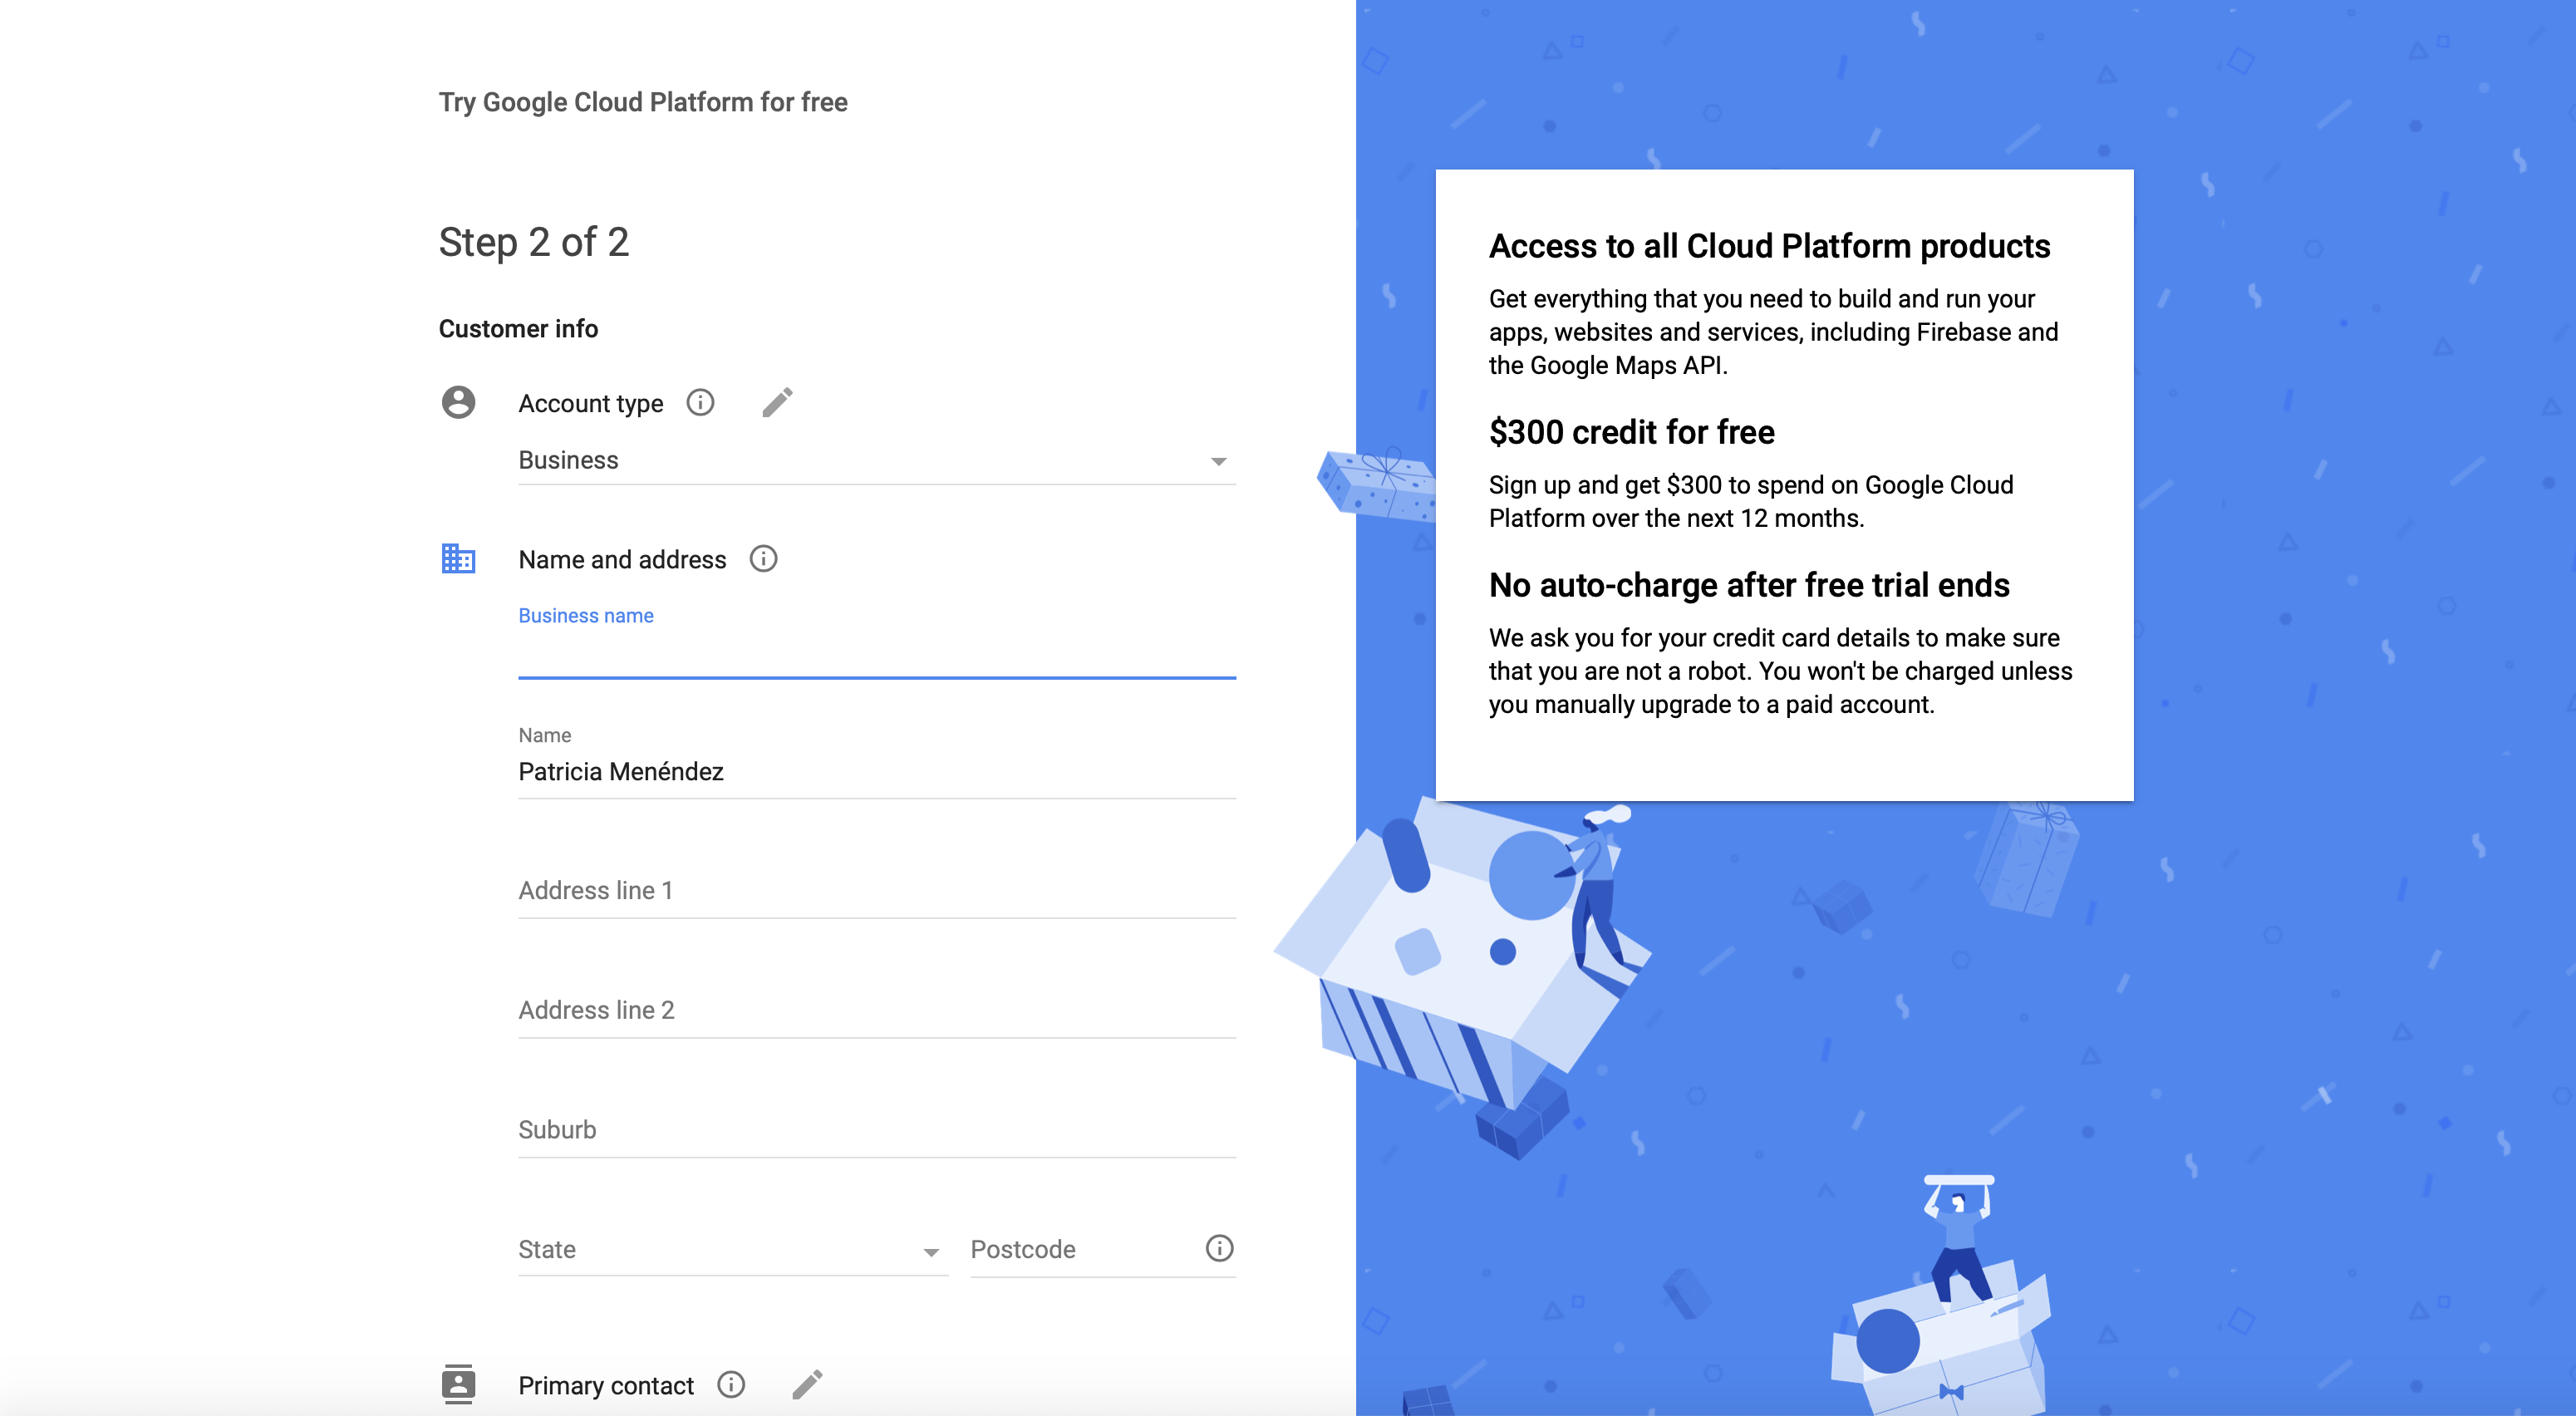 Try Google Cloud Platform for free
Step 2 of 2
Customer info
Account type
Business
Name and address
Business name
Name
Patricia Menéndez
Address line 1
Address line 2
Suburb
State
Postcode
Primary contact
Access to all Cloud Platform products
Get everything that you need to build and run your
apps, websites and services, including Firebase and
the Google Maps API.
$300 credit for free
Sign up and get $300 to spend on Google Cloud
Platform over the next 12 months.
No auto-charge after free trial ends
We ask you for your credit card details to make sure
that you are not a robot. You won't be charged unless
you manually upgrade to a paid account.